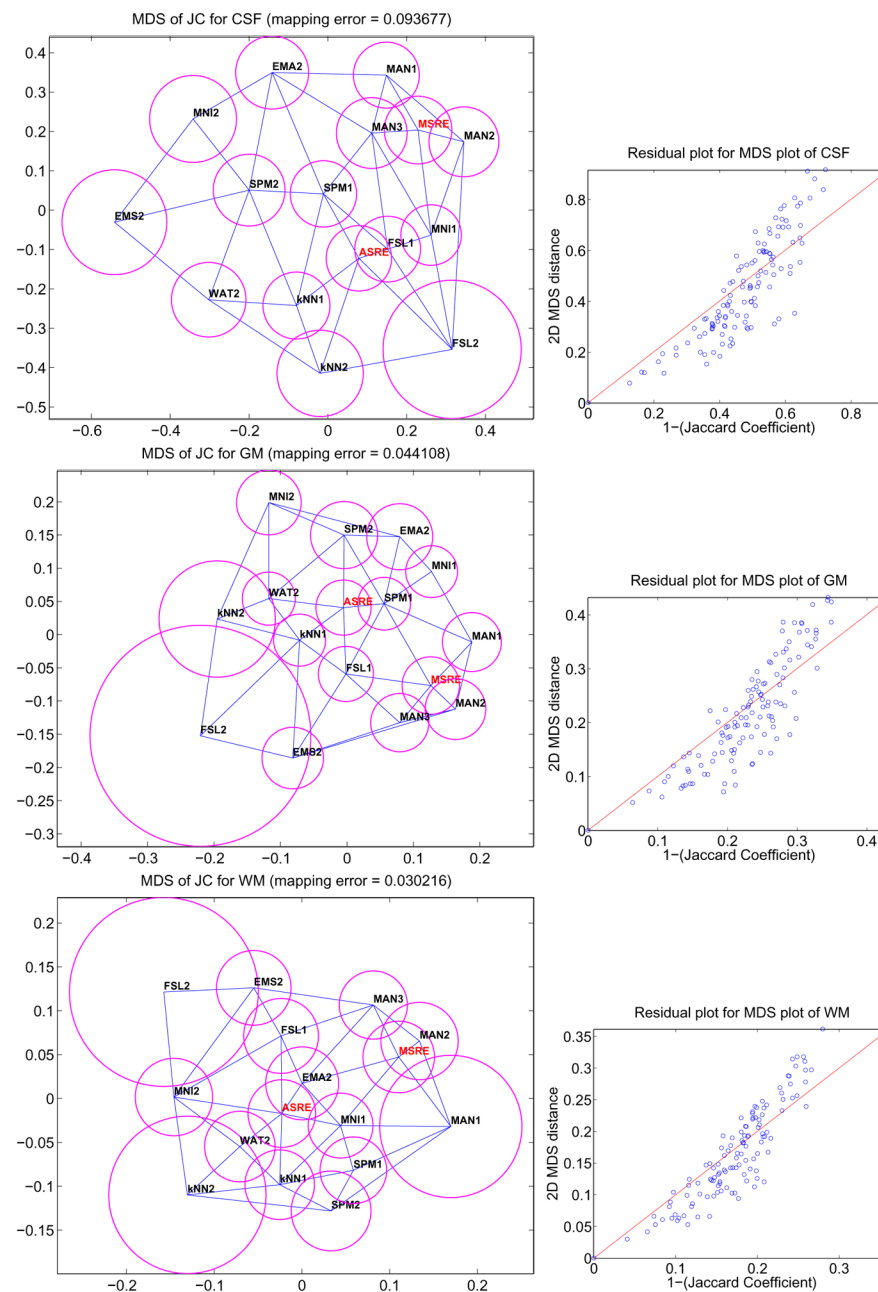 MDS of JC for CSF (mapping error = 0.093677)
0.4
0.3
0.2
0.1
0
−0.1
−0.2
−0.3
−0.4
−0.5
EMA2
MAN1
MNI2
MAN3
MSRE
MAN2
SPM2
SPM1
EMS2
MNI1
FSL1
ASRE
WAT2
kNN1
FSL2
kNN2
−0.6
−0.4
−0.2
0
0.2
0.4
Residual plot for MDS plot of CSF
2D MDS distance
0.8
0.6
0.4
0.2
0
0
0.2
0.4
0.6
0.8
1−(Jaccard Coefficient)
MDS of JC for GM (mapping error = 0.044108)
0.2
0.15
0.1
0.05
0
−0.05
−0.1
−0.15
−0.2
−0.25
−0.3
MNI2
SPM2
EMA2
MNI1
WAT2
ASRE
SPM1
kNN2
kNN1
MAN1
FSL1
MSRE
MAN2
MAN3
FSL2
EMS2
−0.4
−0.3
−0.2
−0.1
0
0.1
0.2
Residual plot for MDS plot of GM
2D MDS distance
0.4
0.3
0.2
0.1
0
0
0.1
0.2
0.3
0.4
1−(Jaccard Coefficient)
MDS of JC for WM (mapping error = 0.030216)
0.2
0.15
0.1
0.05
0
−0.05
−0.1
−0.15
FSL2
EMS2
MAN3
FSL1
MAN2
MSRE
EMA2
MNI2
ASRE
MNI1
MAN1
WAT2
SPM1
kNN1
kNN2
SPM2
−0.2
−0.1
0
0.1
0.2
Residual plot for MDS plot of WM
2D MDS distance
0.35
0.3
0.25
0.2
0.15
0.1
0.05
0
0
0.1
0.2
0.3
1−(Jaccard Coefficient)